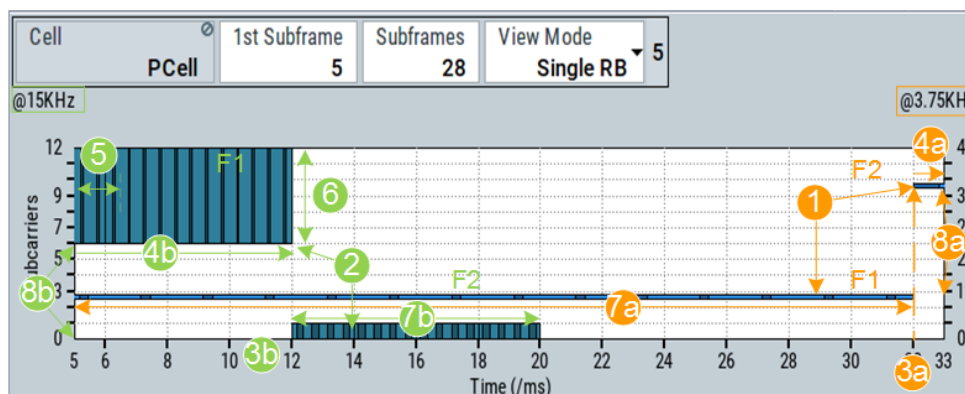 Cell 1st Subframe Subframes View Mode
PCell 5 28 Single RB 5
@15KHz @3.75KH
12
9
7
5
3
0
4
3
2
1
0
ubcarriers
5 F1
6
4b
2
8b
F2
7b
3b
F2
4a
1
8a
F1
7a
3a
5 6 8 10 12 14 16 18 20 22 24 26 28 30 33
Time (/ms)